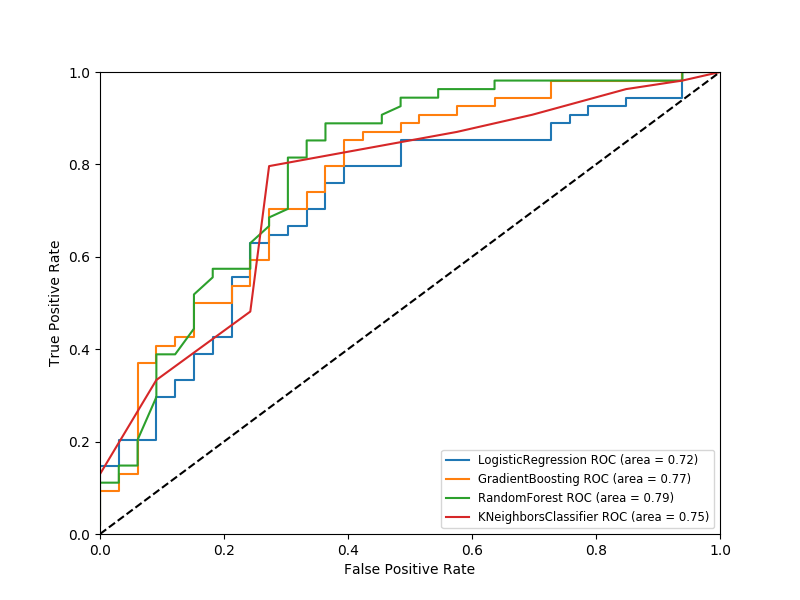 1.0
0.8
0.6
0.4
0.2
0.0
True Positive Rate
LogisticRegression ROC (area = 0.72)
GradientBoosting ROC (area = 0.77)
RandomForest ROC (area = 0.79)
KNeighborsClassifier ROC (area = 0.75)
0.0 0.2 0.4 0.6 0.8 1.0
False Positive Rate